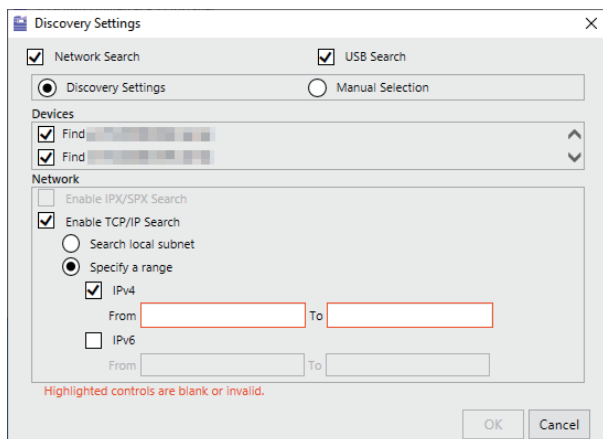 Discovery Settings
Network Search USB Search
Discovery Settings Manual Selection
Devices
Find
Find
Network
Enable IPX/SPX Search
Enable TCP/IP Search
Search local subnet
Specify a range
IPv4
From To
IPv6
From To
Highlighted controls are blank or invalid.
OK Cancel